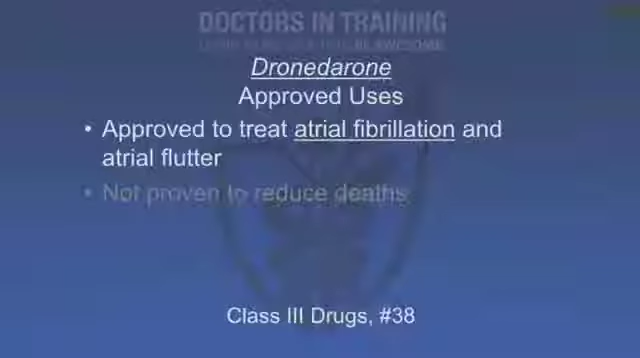 DOCTORS IN TRAINING
Dronedarone
Approved Uses
• Approved to treat atrial fibrillation and
atrial flutter
• Not proven to reduce deaths
Class III Drugs, #38